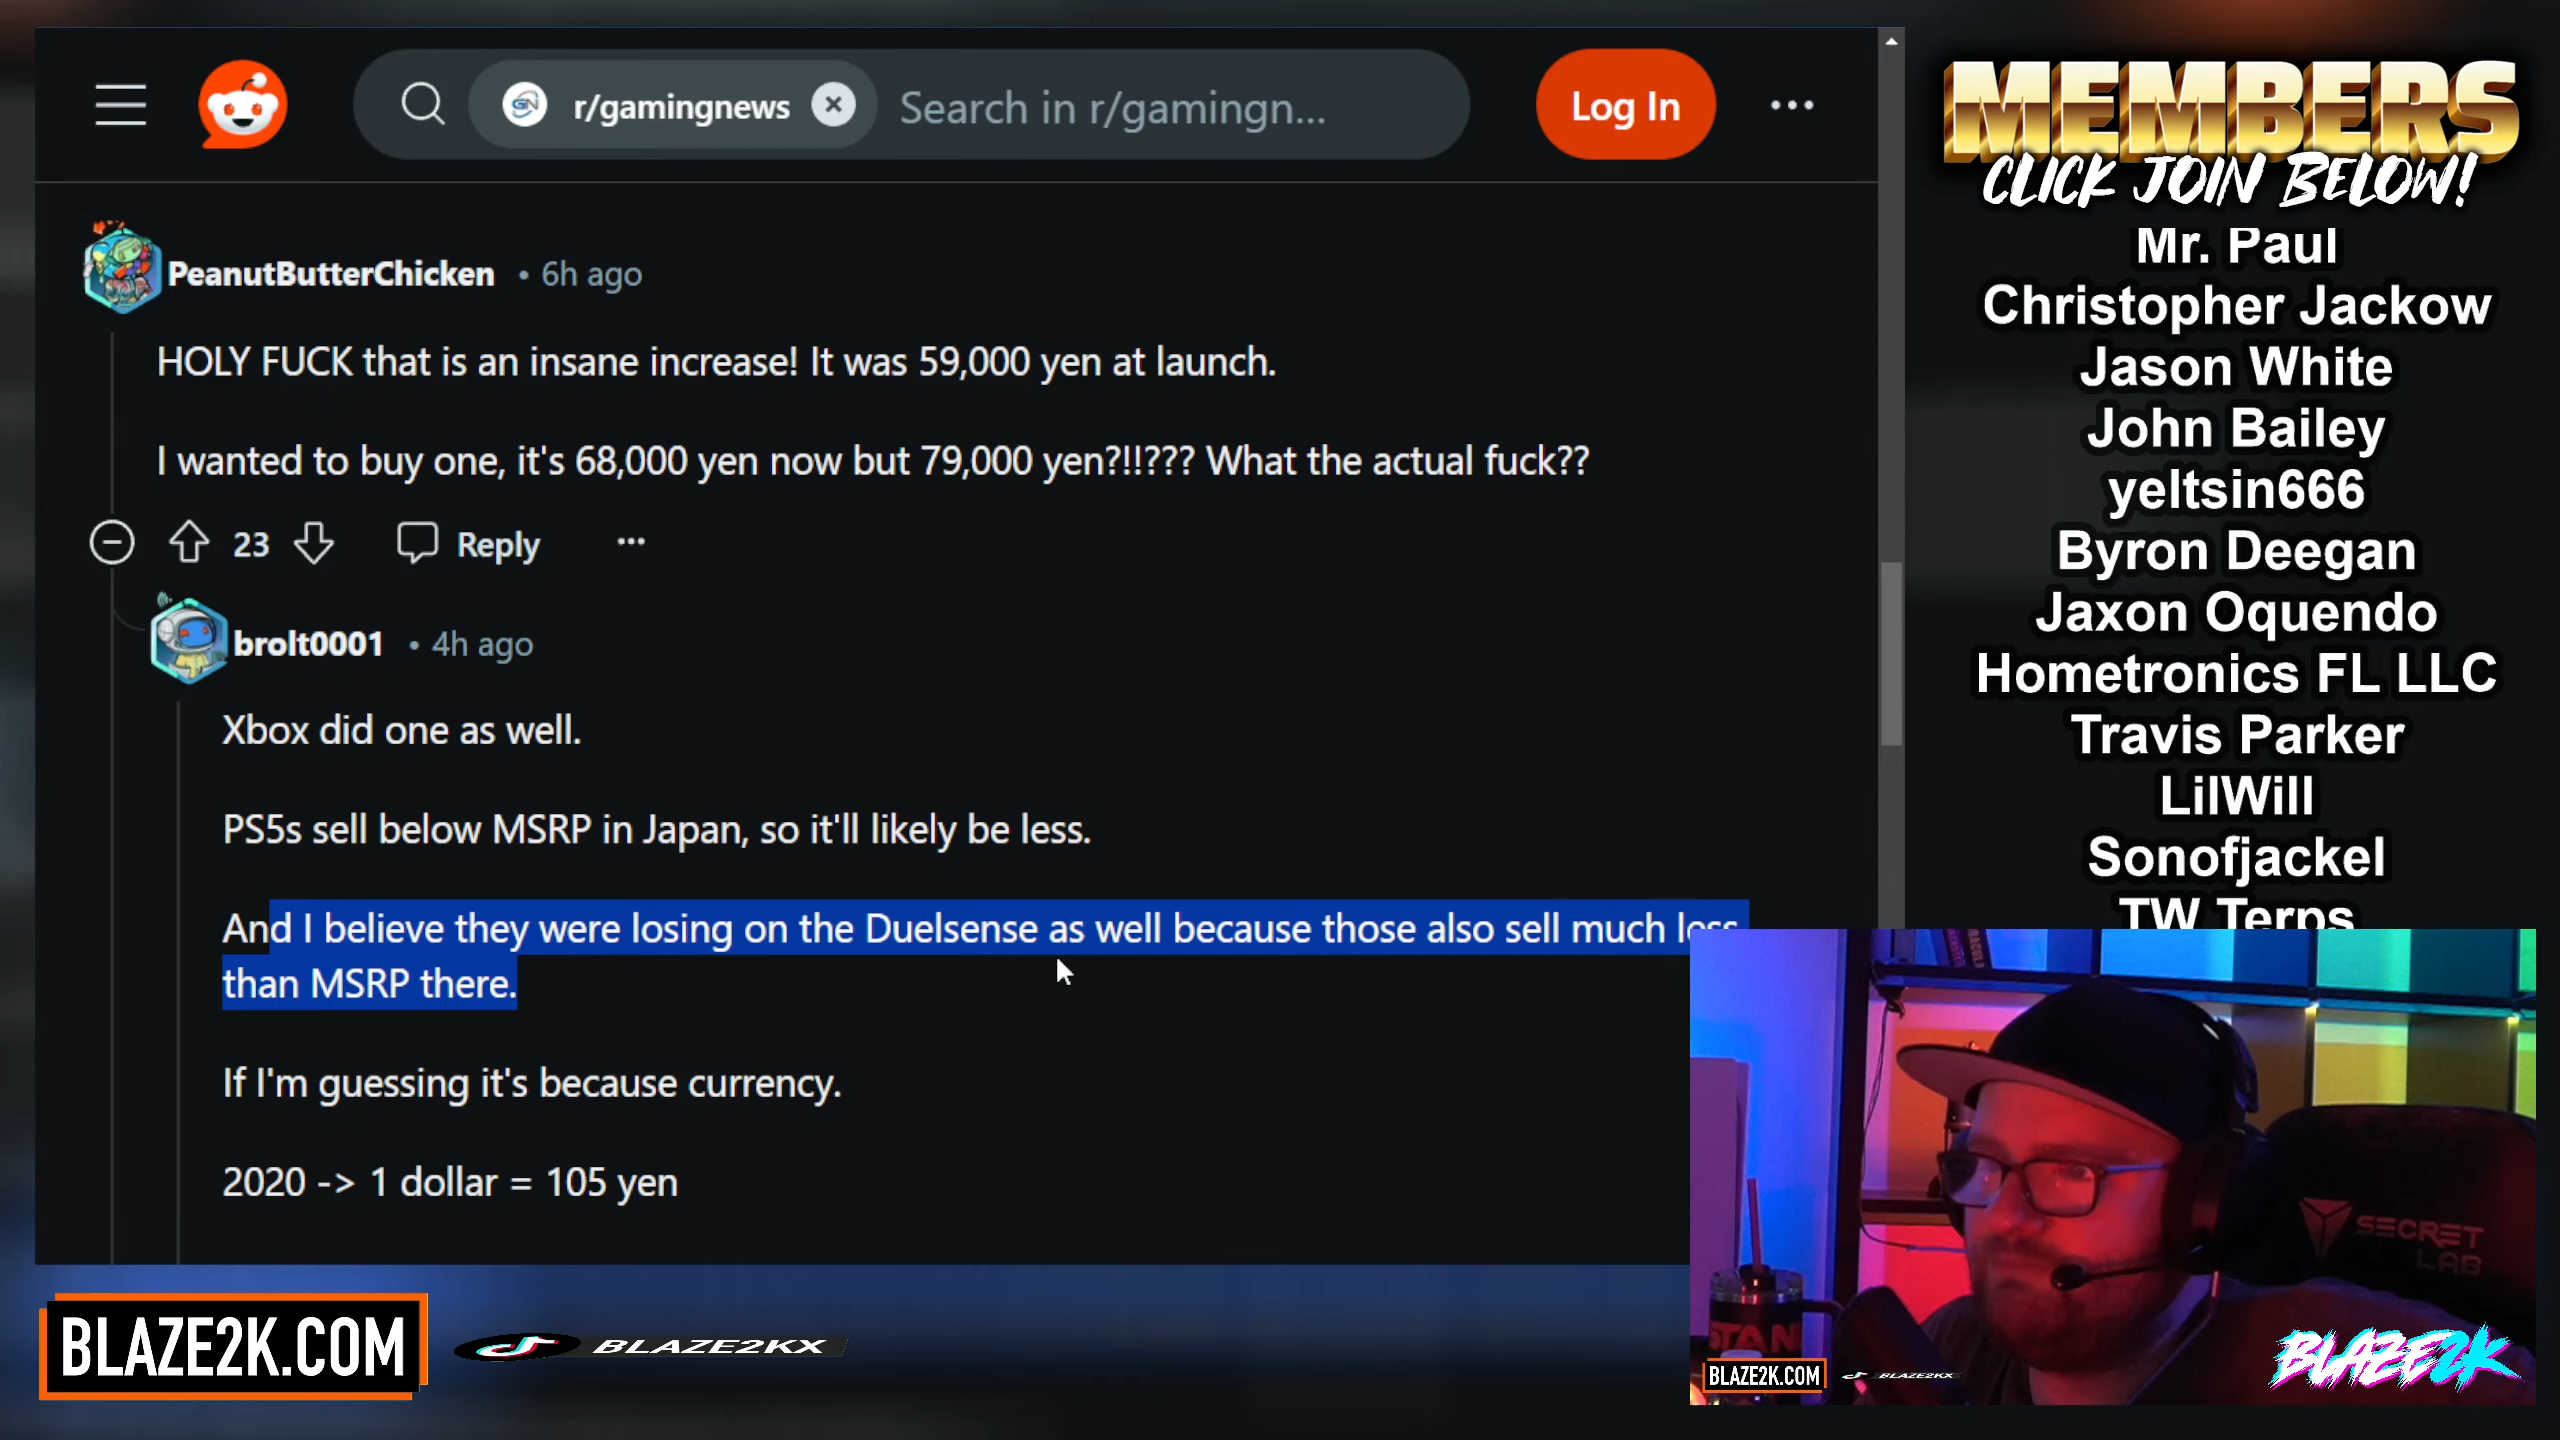 r/gamingnews
Search in r/gamingn...
Log In
PeanutButterChicken • 6h ago
HOLY FUCK that is an insane increase! It was 59,000 yen at launch.
I wanted to buy one, it's 68,000 yen now but 79,000 yen?!!??? What the actual fuck??
23
Reply
brolt0001 • 4h ago
Xbox did one as well.
PS5s sell below MSRP in Japan, so it'll likely be less.
And I believe they were losing on the Duelsense as well because those also sell much less
than MSRP there.
If I'm guessing it's because currency.
2020 -> 1 dollar = 105 yen
MEMBERS
CLICK JOIN BELOW!
Mr. Paul
Christopher Jackow
Jason White
John Bailey
yeltsin666
Byron Deegan
Jaxon Oquendo
Hometronics FL LLC
Travis Parker
LilWill
Sonofjackel
TW Terps
SECRET
LAB
STAN
BLAZE2K.COM
BLAZE2KX
BLAZE2K
BLAZE2K.COM
BLAZE2KX